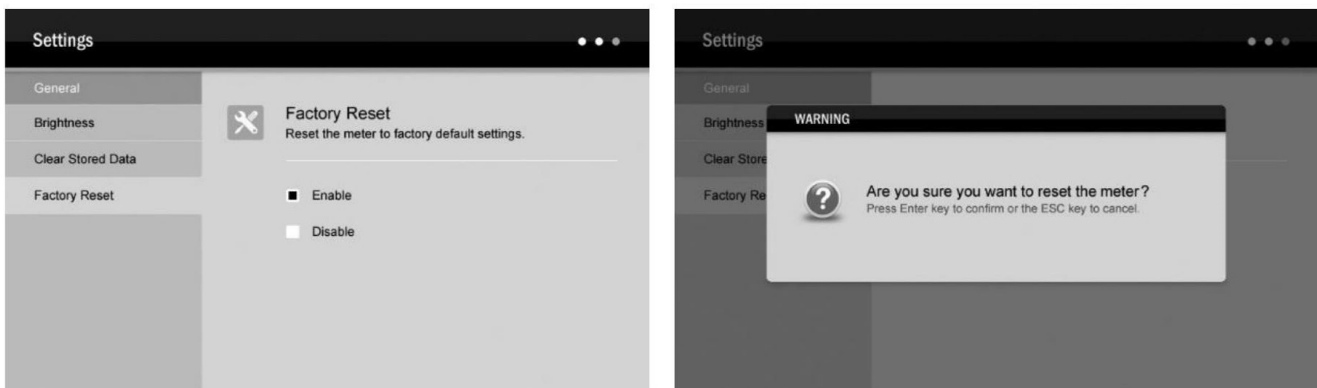 Settings
General
Brightness
Clear Stored Data
Factory Reset
Factory Reset
Reset the meter to factory default settings.
Enable
Disable
Settings
General
Brightness
Clear Store
Factory Re
WARNING
Are you sure you want to reset the meter?
Press Enter key to confirm or the ESC key to cancel.